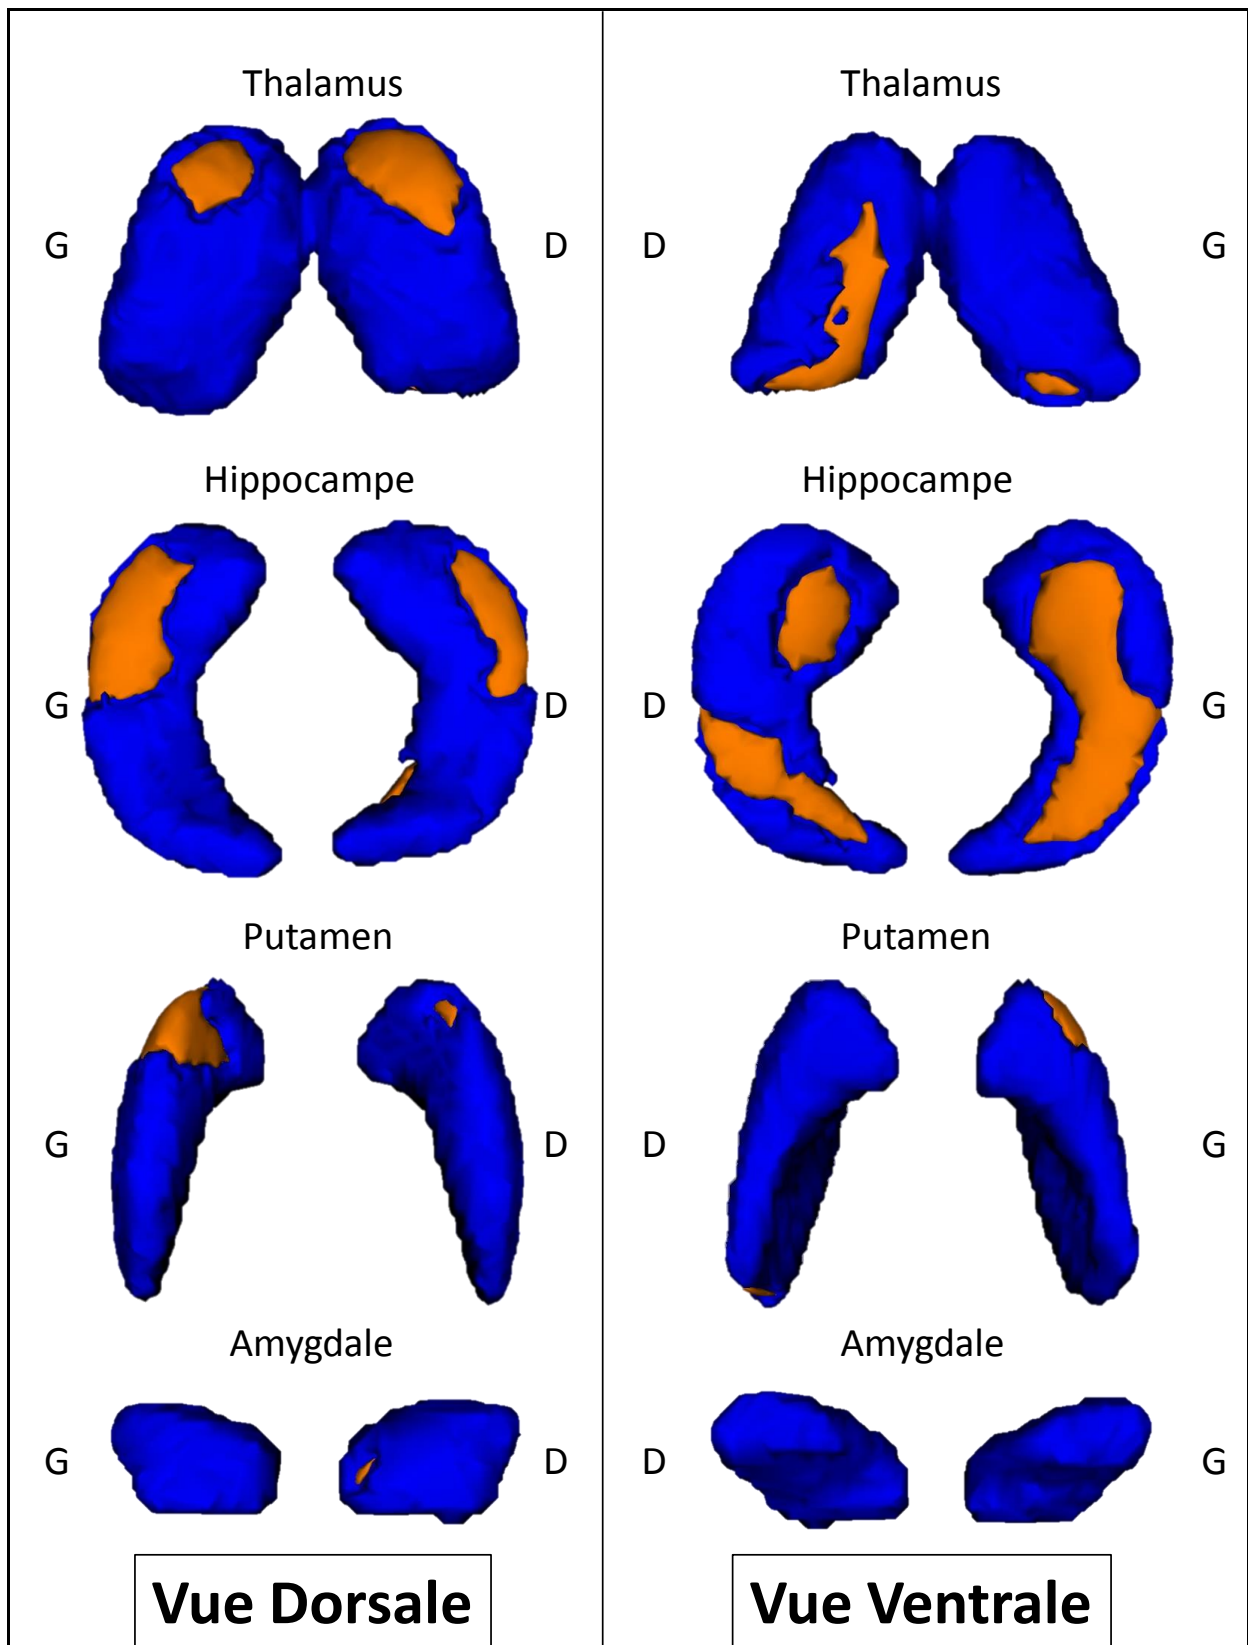 Thalamus
Thalamus
G
D
D
G
Hippocampe
Hippocampe
G
D
D
G
Putamen
Putamen
G
D
D
G
Amygdale
Amygdale
G
D
D
G
Vue Dorsale
Vue Ventrale